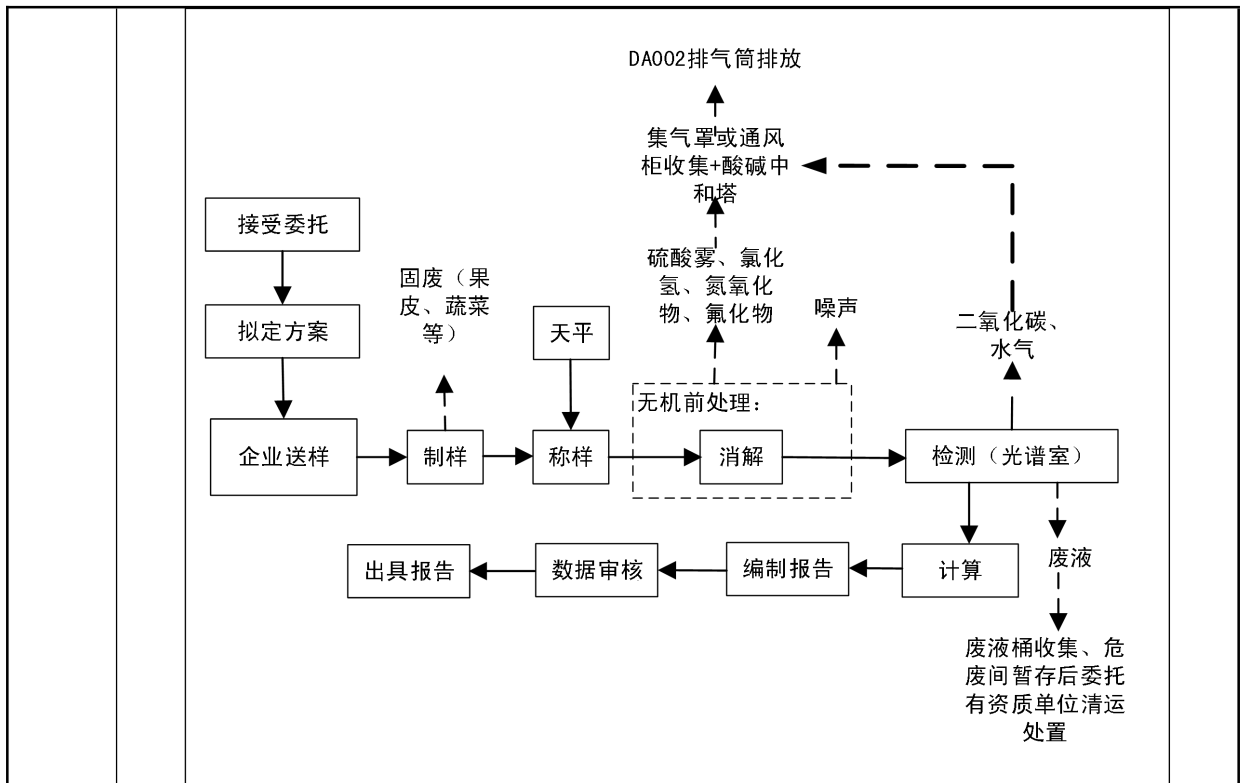 DA002排气筒排放
集气罩或通风
柜收集+酸碱中
和塔
接受委托
硫酸雾、氯化
氢、氮氧化
物、氟化物
固废（果
皮、蔬菜
等）
噪声
拟定方案
天平
二氧化碳、
水气
无机前处理：
企业送样
制样
称样
消解
检测（光谱室）
出具报告
数据审核
编制报告
计算
废液
废液桶收集、危
废间暂存后委托
有资质单位清运
处置